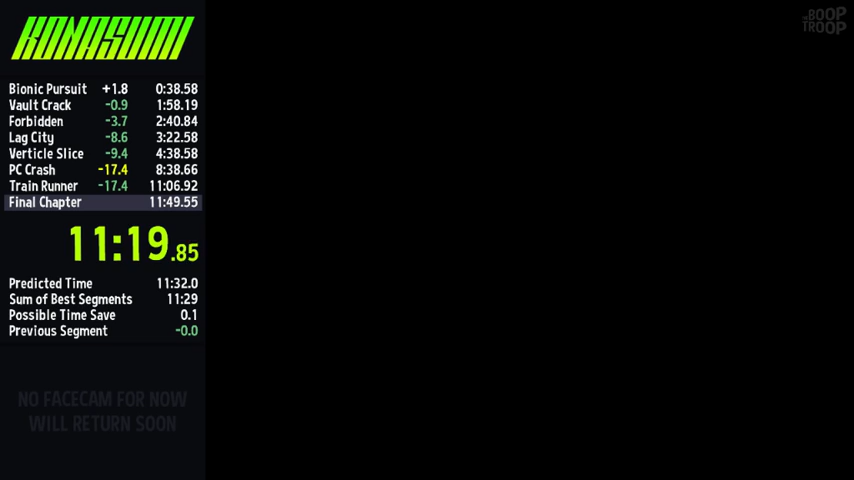 KONASUMI
THE BOOP
TROOP
Bionic Pursuit +1.8 0:38.58
Vault Crack -0.9 1:58.19
Forbidden -3.7 2:40.84
Lag City -8.6 3:22.58
Verticle Slice -9.4 4:38.58
PC Crash -17.4 8:38.66
Train Runner -17.4 11:06.92
Final Chapter 11:49.55
11:19.85
Predicted Time 11:32.0
Sum of Best Segments 11:29
Possible Time Save 0.1
Previous Segment -0.0
NO FACECAM FOR NOW
WILL RETURN SOON